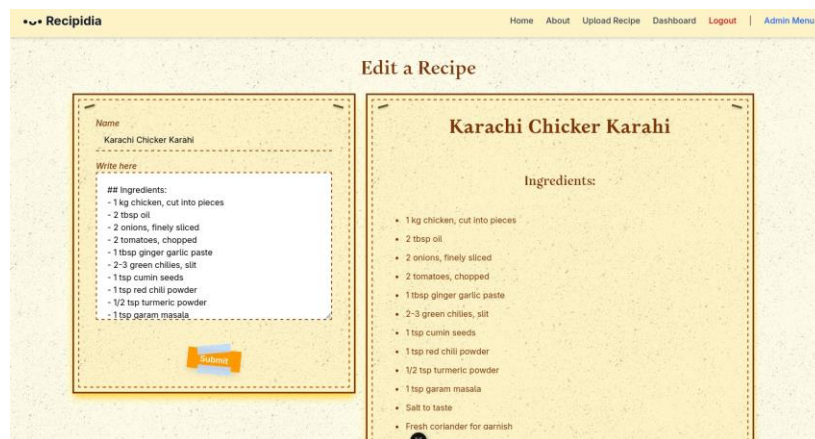 Recipidia
Home About Upload Recipe Dashboard Logout | Admin Menu
Edit a Recipe
Name
Karachi Chicker Karahi
Write here
## Ingredients:
- 1 kg chicken, cut into pieces
- 2 tbsp oil
- 2 onions, finely sliced
- 2 tomatoes, chopped
- 1 tbsp ginger garlic paste
- 2-3 green chilies, slit
- 1 tsp cumin seeds
- 1 tsp red chili powder
- 1/2 tsp turmeric powder
- 1 tsp garam masala
Submit
Karachi Chicker Karahi
Ingredients:
• 1 kg chicken, cut into pieces
• 2 tbsp oil
• 2 onions, finely sliced
• 2 tomatoes, chopped
• 1 tbsp ginger garlic paste
• 2-3 green chilies, slit
• 1 tsp cumin seeds
• 1 tsp red chili powder
• 1/2 tsp turmeric powder
• 1 tsp garam masala
• Salt to taste
• Fresh coriander for garnish